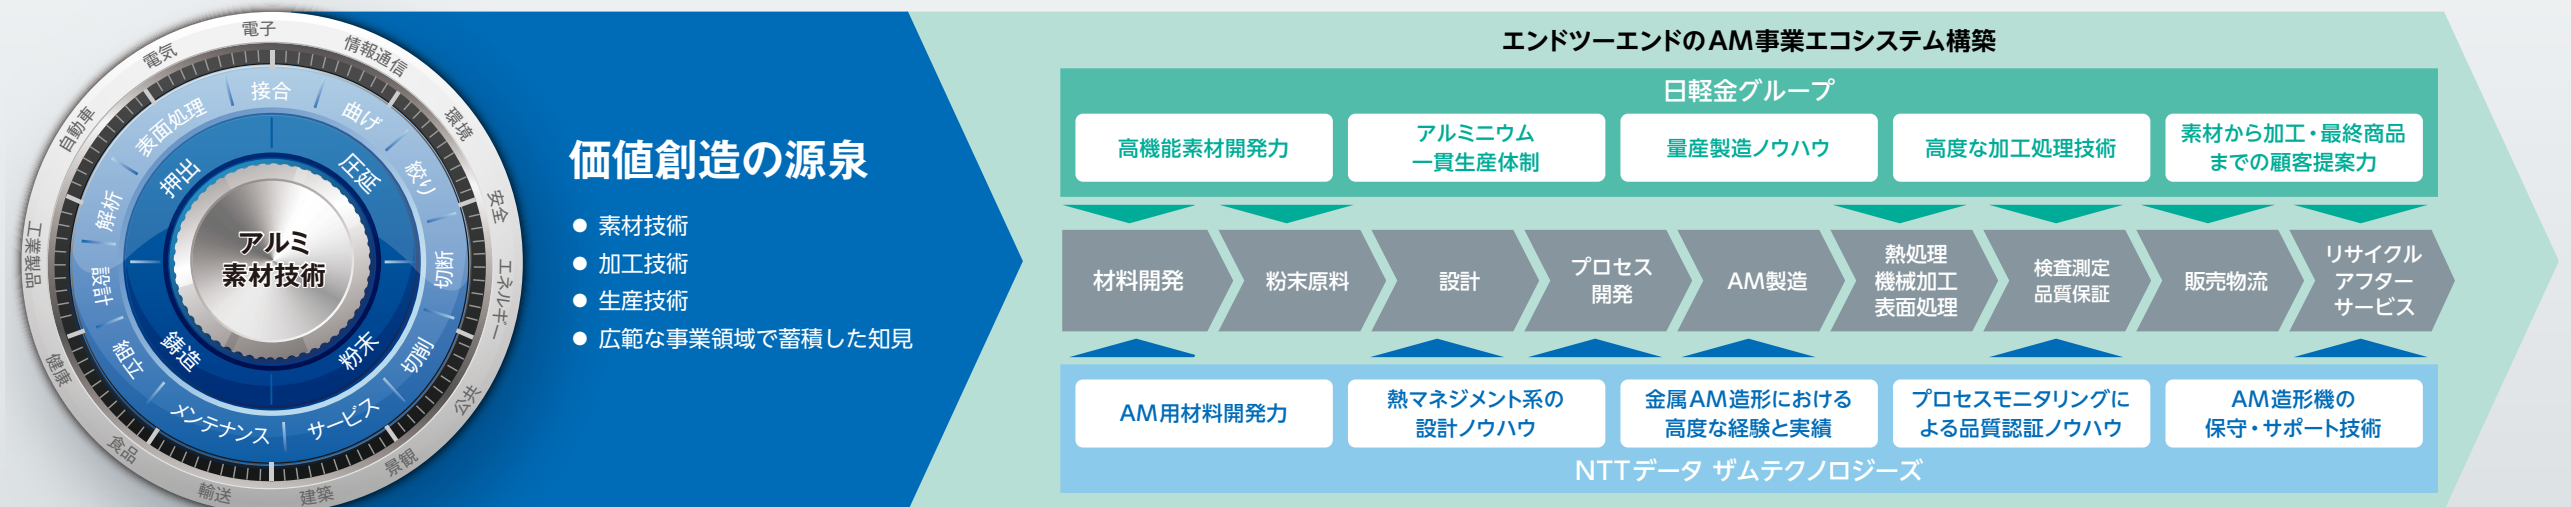 電子
情報通信
環境
安全
エネルギー
公共
景観
建築
輸送
食品
健康
工業製品
自動車
電気
接合
曲げ
絞り
切断
切削
サービス
メンテナンス
組立
設計
解析
表面処理
押出
圧延
粉末
鋳造
アルミ
素材技術
価値創造の源泉
● 素材技術
● 加工技術
● 生産技術
● 広範な事業領域で蓄積した知見
エンドツーエンドのAM事業エコシステム構築
日軽金グループ
高機能素材開発力
アルミニウム
一貫生産体制
量産製造ノウハウ
高度な加工処理技術
素材から加工・最終商品
までの顧客提案力
材料開発
粉末原料
設計
プロセス
開発
AM製造
熱処理
機械加工
表面処理
検査測定
品質保証
販売物流
リサイクル
アフター
サービス
AM用材料開発力
熱マネジメント系の
設計ノウハウ
金属AM造形における
高度な経験と実績
プロセスモニタリングに
よる品質認証ノウハウ
AM造形機の
保守・サポート技術
NTTデータ ザムテクノロジーズ